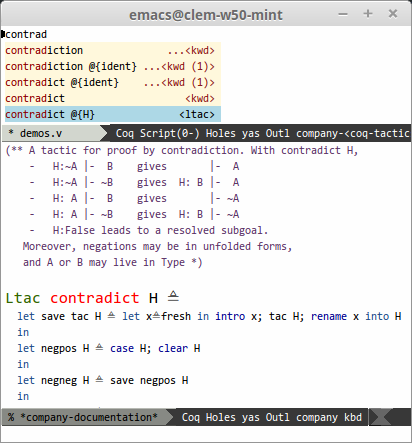 emacs@clem-w50-mint
contrad
contradiction ...<kwd>
contradiction @{ident} ...<kwd (1)>
contradict @{ident} ...<kwd (1)>
contradict <kwd>
contradict @{H} <ltac>
* demos.v Coq Script(0-) Holes yas Outl company-<coq-tactic
(** A tactic for proof by contradiction. With contradict H,
- H:~A |- B gives |- A
- H:~A |- ~B gives H: B |- A
- H: A |- B gives |- ~A
- H: A |- ~B gives H: B |- ~A
- H:False leads to a resolved subgoal.
Moreover, negations may be in unfolded forms,
and A or B may live in Type *)
Ltac contradict H ≜
let save tac H ≜ let x≜fresh in intro x; tac H; rename x into H
in
let negpos H ≜ case H; clear H
in
let negneg H ≜ save negpos H
in
% *company-documentation* Coq Holes yas Outl company kbd